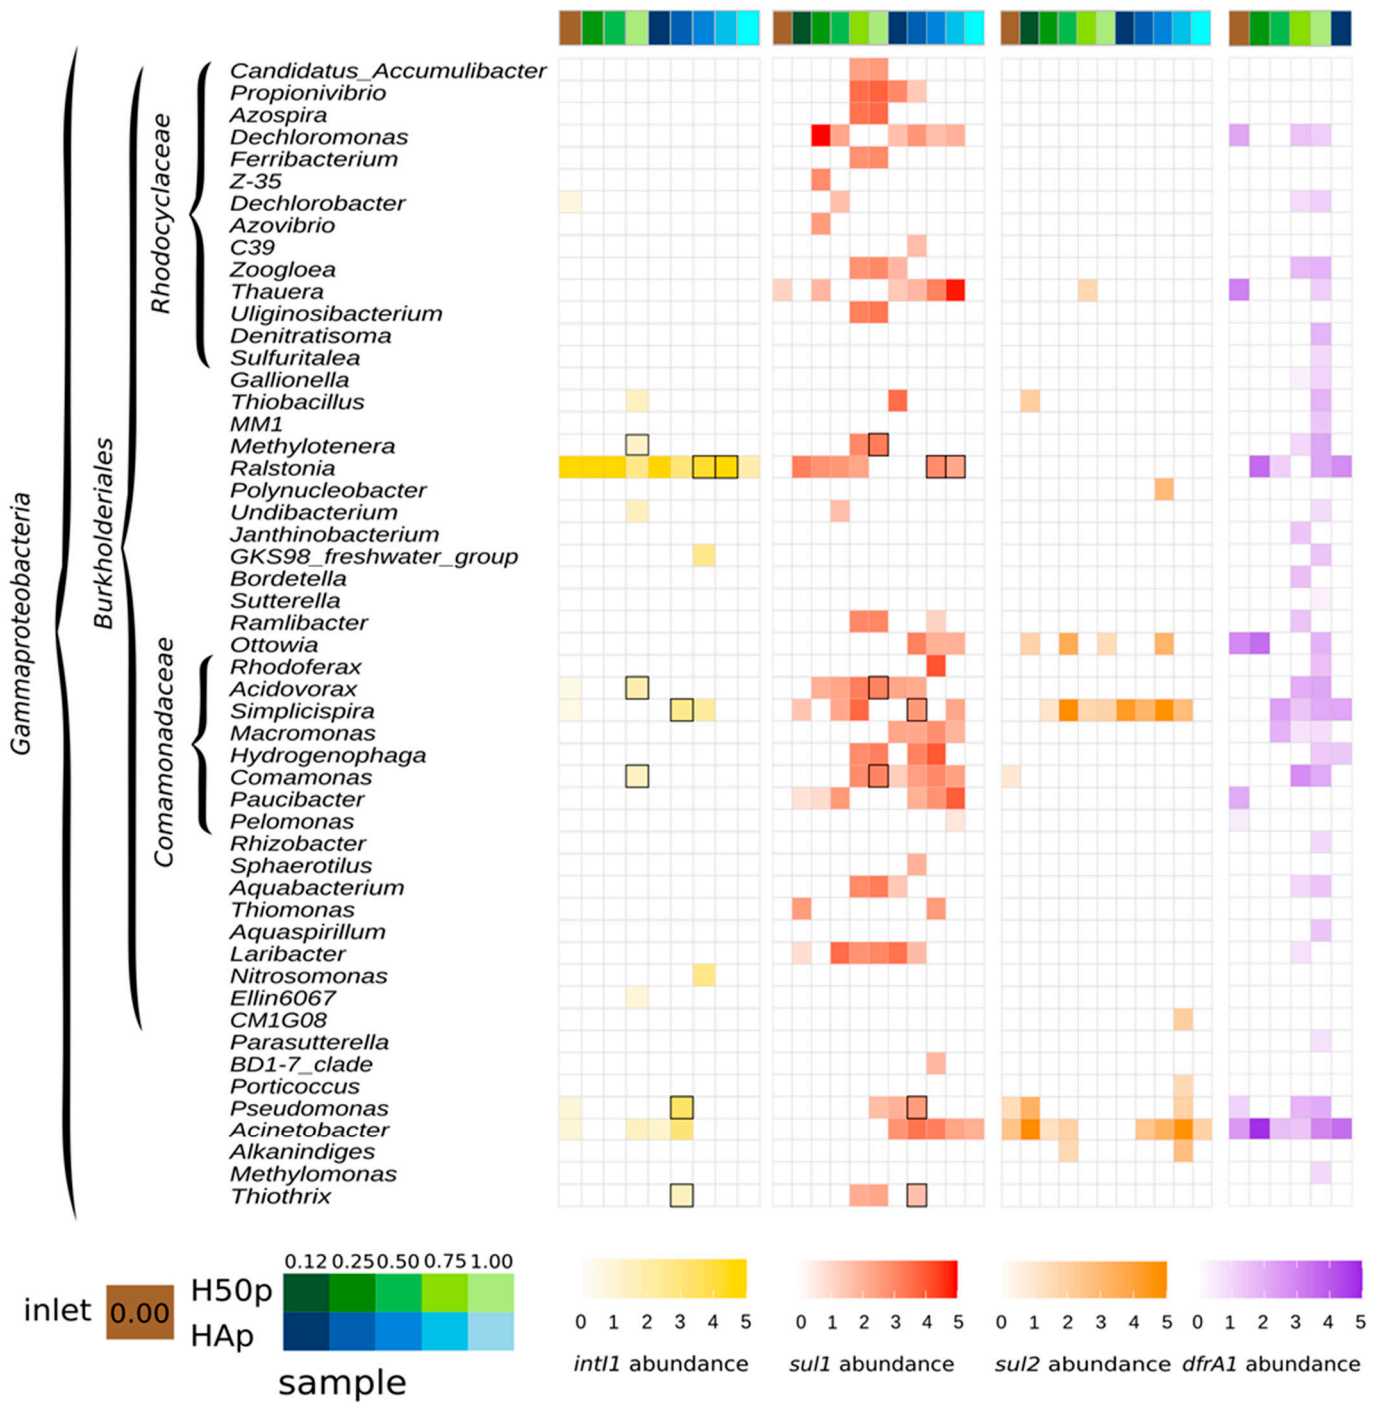 Gammaproteobacteria
Burkholderiales
Rhodocyclaceae
Comamonadaceae
Candidatus_Accumulibacter
Propionivibrio
Azospira
Dechloromonas
Ferribacterium
Z-35
Dechlorobacter
Azovibrio
C39
Zoogloea
Thauera
Uliginosibacterium
Denitratisoma
Sulfuritalea
Gallionella
Thiobacillus
MM1
Methylotenera
Ralstonia
Polynucleobacter
Undibacterium
Janthinobacterium
GKS98_freshwater_group
Bordetella
Sutterella
Ramlibacter
Ottowia
Rhodoferax
Acidovorax
Simplicispira
Macromonas
Hydrogenophaga
Comamonas
Paucibacter
Pelomonas
Rhizobacter
Sphaerotilus
Aquabacterium
Thiomonas
Aquaspirillum
Laribacter
Nitrosomonas
Ellin6067
CM1G08
Parasutterella
BD1-7_clade
Porticoccus
Pseudomonas
Acinetobacter
Alkanindiges
Methylomonas
Thiothrix
inlet 0.00
0.12 0.25 0.50 0.75 1.00
H50p
HAp
sample
0 1 2 3 4 5
intI1 abundance
0 1 2 3 4 5
sul1 abundance
0 1 2 3 4 5
sul2 abundance
0 1 2 3 4 5
dfrA1 abundance